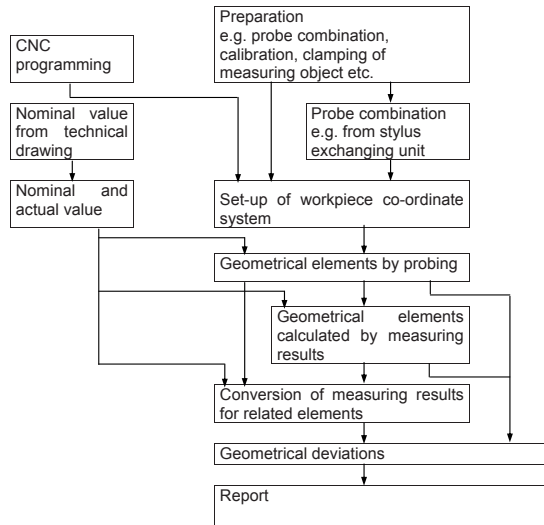 Preparation
e.g. probe combination,
calibration, clamping of
measuring object etc.
CNC
programming
Nominal value
from technical
drawing
Probe combination
e.g. from stylus
exchanging unit
Nominal and
actual value
Set-up of workpiece co-ordinate
system
Geometrical elements by probing
Geometrical elements
calculated by measuring
results
Conversion of measuring results
for related elements
Geometrical deviations
Report